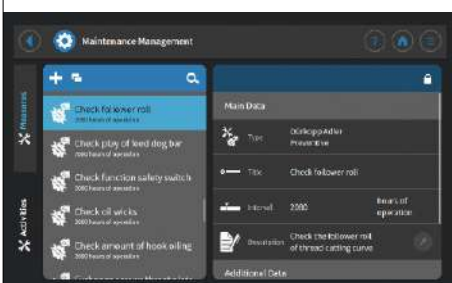 Maintenance Management
?
Measures
Activities
Check follower roll
2000 hours of operation
Check play of feed dog bar
2000 hours of operation
Check function safety switch
2000 hours of operation
Check oil wicks
2000 hours of operation
Check amount of hook oiling
2000 hours of operation
Main Data
Type
Dürkopp Adler
Preventive
Title
Check follower roll
Interval
2000
hours of
operation
Description
Check the follower roll
of thread cutting curve
Additional Data